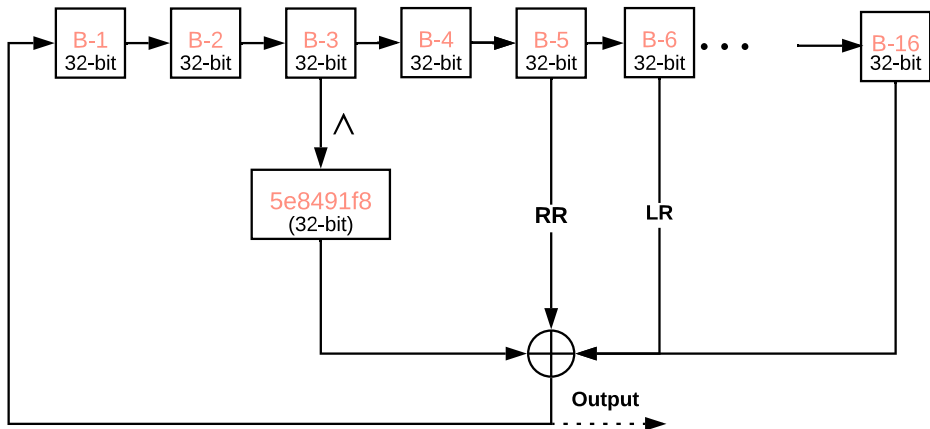 B-1
32-bit
B-2
32-bit
B-3
32-bit
B-4
32-bit
B-5
32-bit
B-6
32-bit
. . .
B-16
32-bit
∧
5e8491f8
(32-bit)
RR
LR
Output